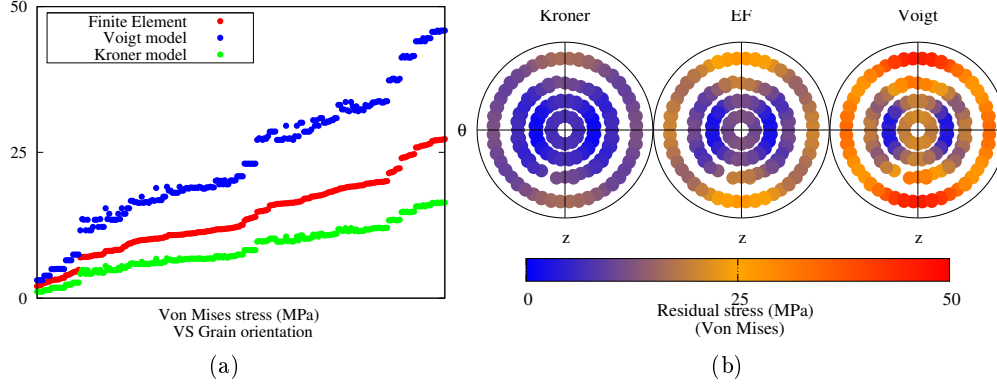 50
25
0
Finite Element
Voigt model
Kroner model
Von Mises stress (MPa)
VS Grain orientation
(a)
Kroner
EF
Voigt
θ
z
z
z
0
25
50
Residual stress (MPa)
(Von Mises)
(b)